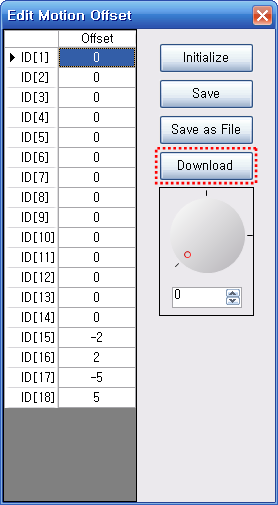 Edit Motion Offset
Offset
ID[1] 0
ID[2] 0
ID[3] 0
ID[4] 0
ID[5] 0
ID[6] 0
ID[7] 0
ID[8] 0
ID[9] 0
ID[10] 0
ID[11] 0
ID[12] 0
ID[13] 0
ID[14] 0
ID[15] -2
ID[16] 2
ID[17] -5
ID[18] 5
Initialize
Save
Save as File
Download
0